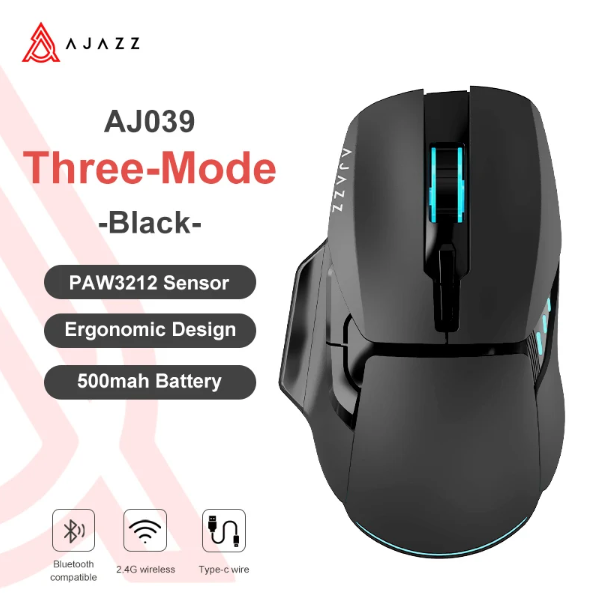 AJAZZ
AJ039
Three-Mode
-Black-
PAW3212 Sensor
Ergonomic Design
500mah Battery
AJAZZ
Bluetooth
compatible
2.4G wireless
Type-c wire